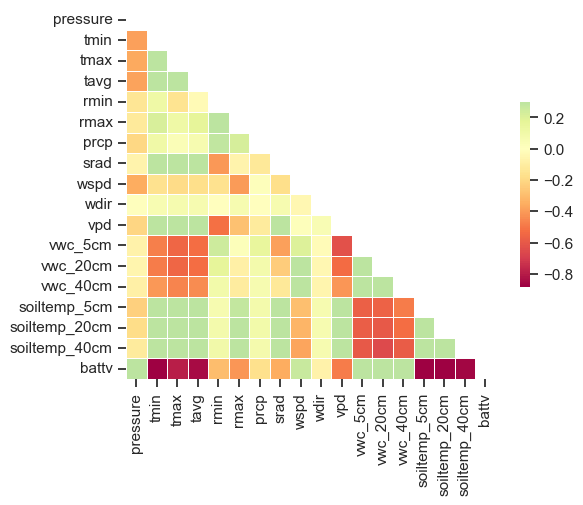 pressure
tmin
tmax
tavg
rmin
rmax
prcp
srad
wspd
wdir
vpd
vwc_5cm
vwc_20cm
vwc_40cm
soiltemp_5cm
soiltemp_20cm
soiltemp_40cm
battv
pressure
tmin
tmax
tavg
rmin
rmax
prcp
srad
wspd
wdir
vpd
vwc_5cm
vwc_20cm
vwc_40cm
soiltemp_5cm
soiltemp_20cm
soiltemp_40cm
battv
0.2
0.0
−0.2
−0.4
−0.6
−0.8